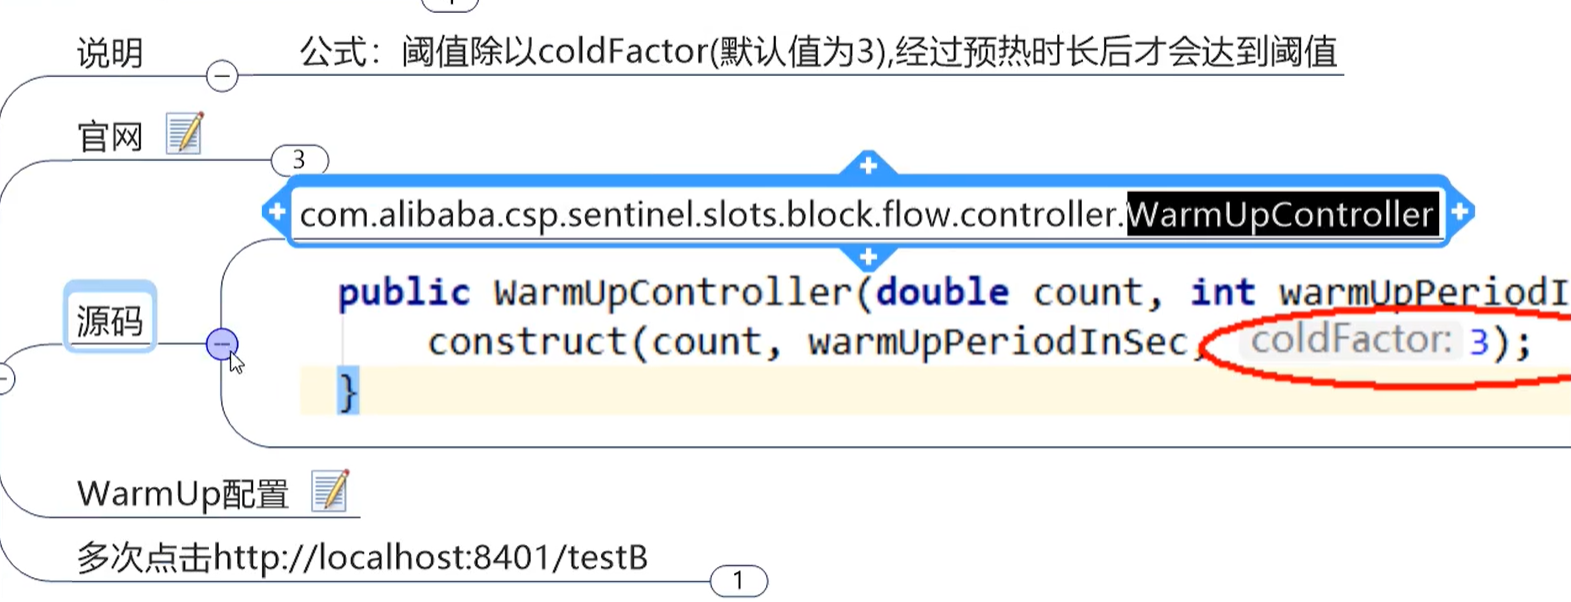 说明
公式：阈值除以coldFactor(默认值为3),经过预热时长后才会达到阈值
官网
3
com.alibaba.csp.sentinel.slots.block.flow.controller.WarmUpController
源码
public WarmUpController(double count, int warmUpPeriodI
construct(count, warmUpPeriodInSec, coldFactor: 3);
}
WarmUp配置
多次点击http://localhost:8401/testB
1